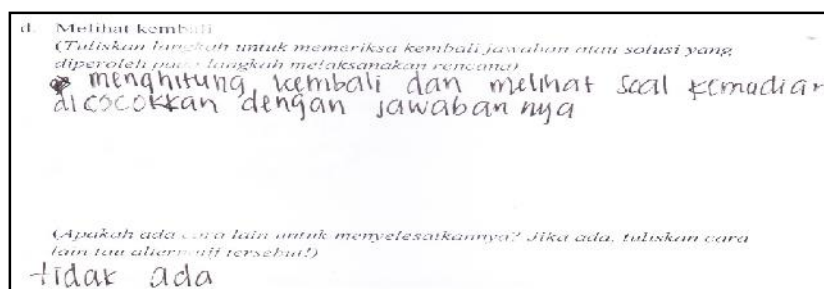 d. Melihat kembali
(Tuliskan langkah untuk memeriksa kembali jawaban atau solusi yang
diperoleh pada langkah melaksanakan rencana)
menghitung kembali dan melihat soal kemudian
dicocokkan dengan jawaban nya
(Apakah ada cara lain untuk menyelesaikannya? Jika ada, tuliskan cara
lain tau alternatif tersebut!)
tidak ada